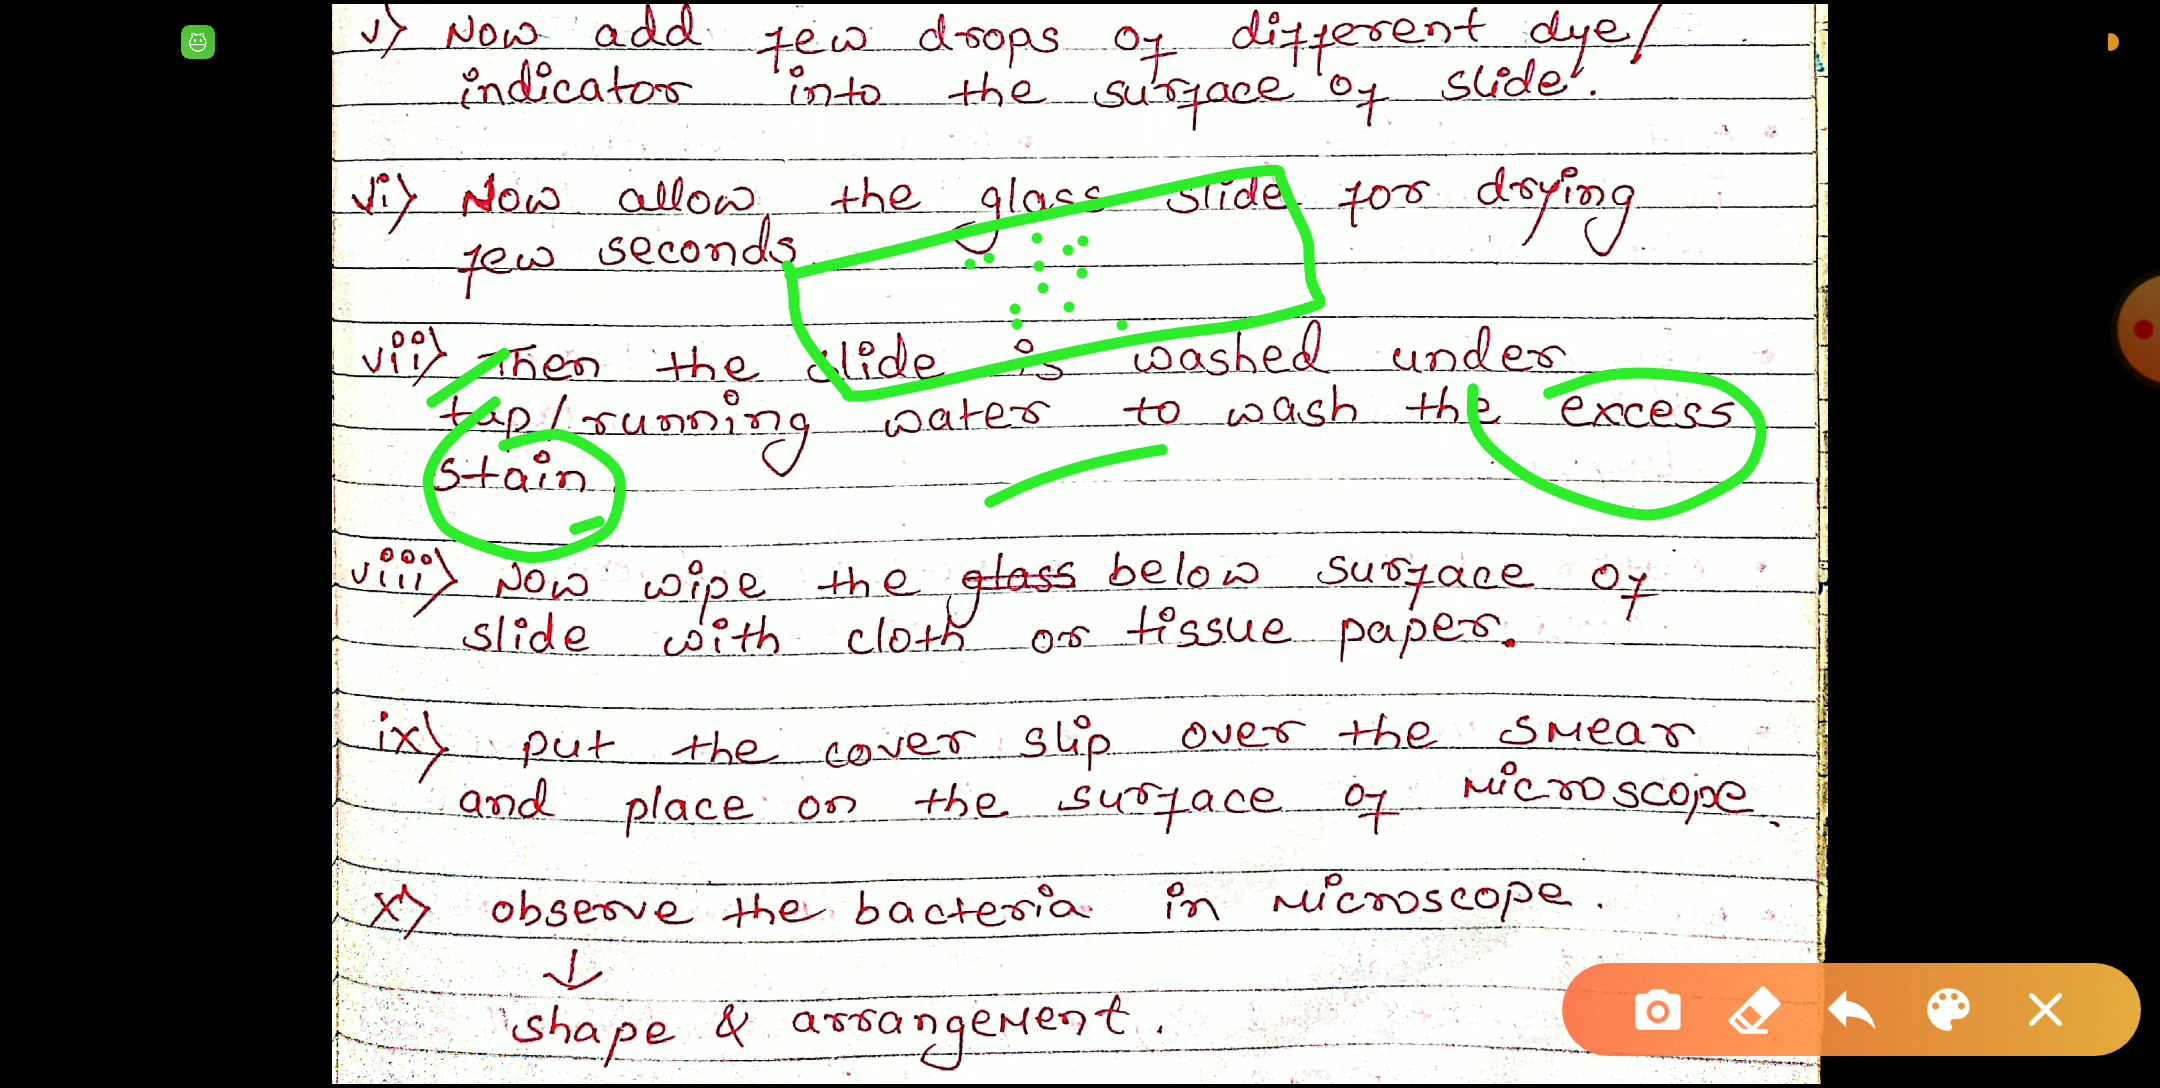 v) Now add few drops of different dye/
indicator into the surface of slide.
vi) Now allow the glass slide for drying
few seconds
vii) Then the slide is washed under
tap/running water to wash the excess
stain
viii) Now wipe the glass below surface of
slide with cloth or tissue paper.
ix) put the cover slip over the smear
and place on the surface of microscope.
x) observe the bacteria in microscope.
↓
shape & arrangement.